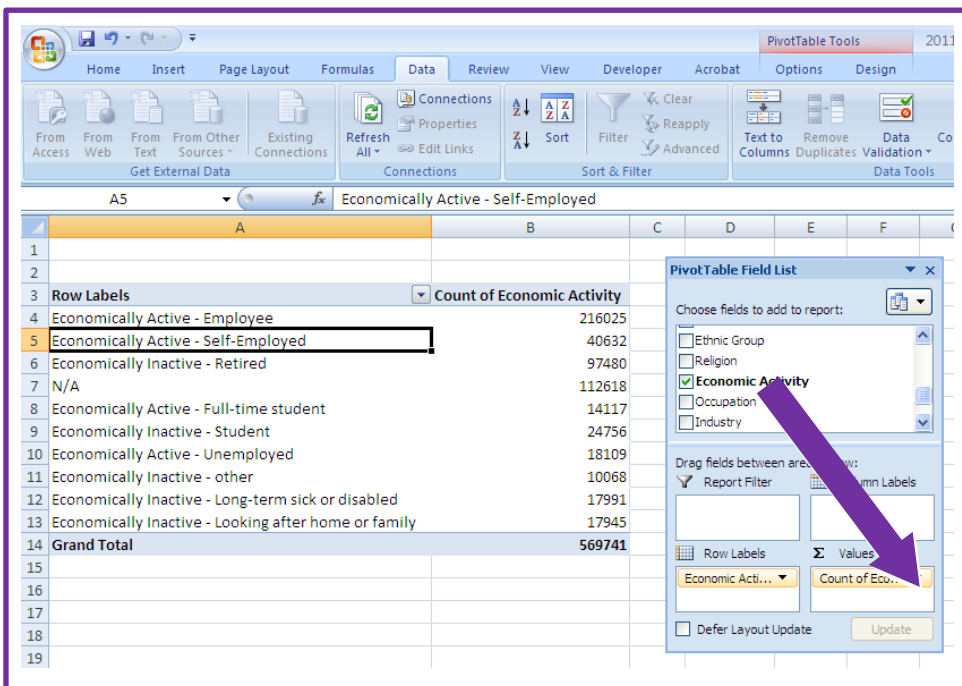 PivotTable Tools 2011
Home Insert Page Layout Formulas Data Review View Developer Acrobat Options Design
From Access
From Web
From Text
From Other Sources
Existing Connections
Get External Data
Refresh All
Connections
Properties
Edit Links
Connections
Sort
Filter
Clear
Reapply
Advanced
Sort & Filter
Text to Columns
Remove Duplicates
Data Validation
Co
Data Tools
A5 fx Economically Active - Self-Employed
A B C D E F
1
2
3 Row Labels Count of Economic Activity
4 Economically Active - Employee 216025
5 Economically Active - Self-Employed 40632
6 Economically Inactive - Retired 97480
7 N/A 112618
8 Economically Active - Full-time student 14117
9 Economically Inactive - Student 24756
10 Economically Active - Unemployed 18109
11 Economically Inactive - other 10068
12 Economically Inactive - Long-term sick or disabled 17991
13 Economically Inactive - Looking after home or family 17945
14 Grand Total 569741
15
16
17
18
19
PivotTable Field List
Choose fields to add to report:
Ethnic Group
Religion
Economic Activity
Occupation
Industry
Drag fields between
Report Filter
Labels
Row Labels
Σ Values
Economic Acti...
Count of
Defer Layout Update
Update